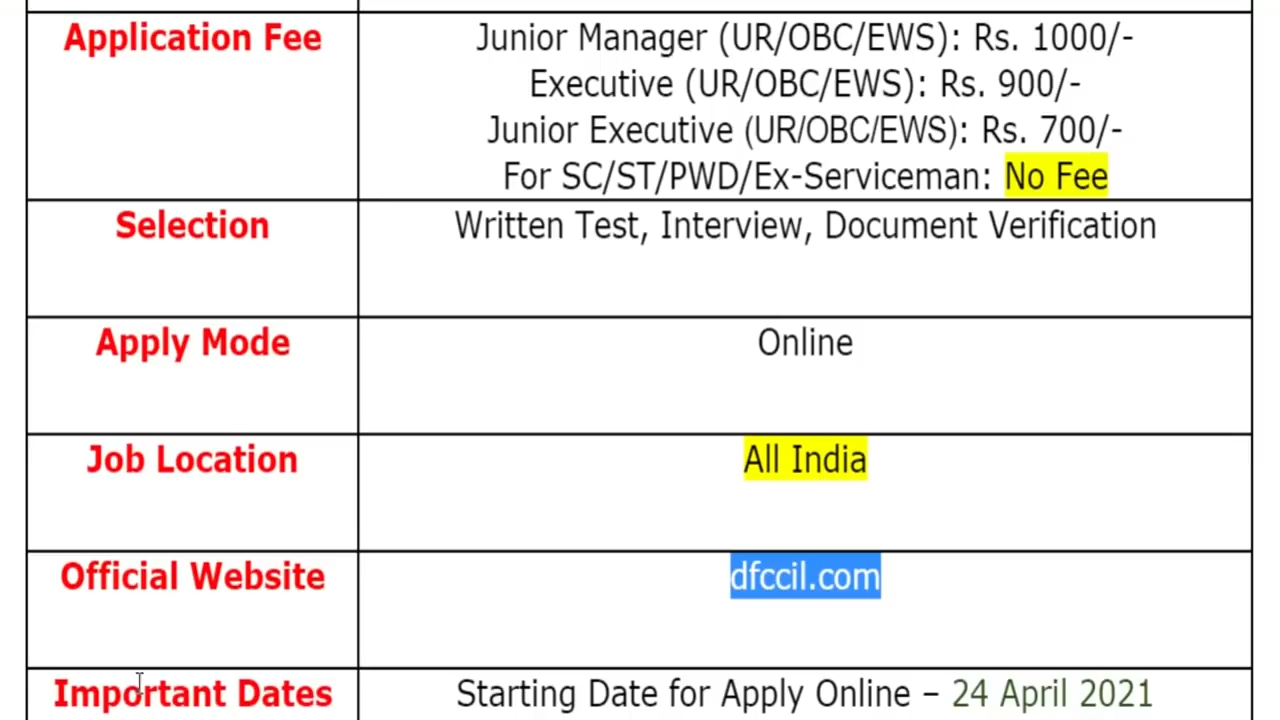 Application Fee
Junior Manager (UR/OBC/EWS): Rs. 1000/-
Executive (UR/OBC/EWS): Rs. 900/-
Junior Executive (UR/OBC/EWS): Rs. 700/-
For SC/ST/PWD/Ex-Serviceman: No Fee
Selection
Written Test, Interview, Document Verification
Apply Mode
Online
Job Location
All India
Official Website
dfccil.com
Important Dates
Starting Date for Apply Online – 24 April 2021